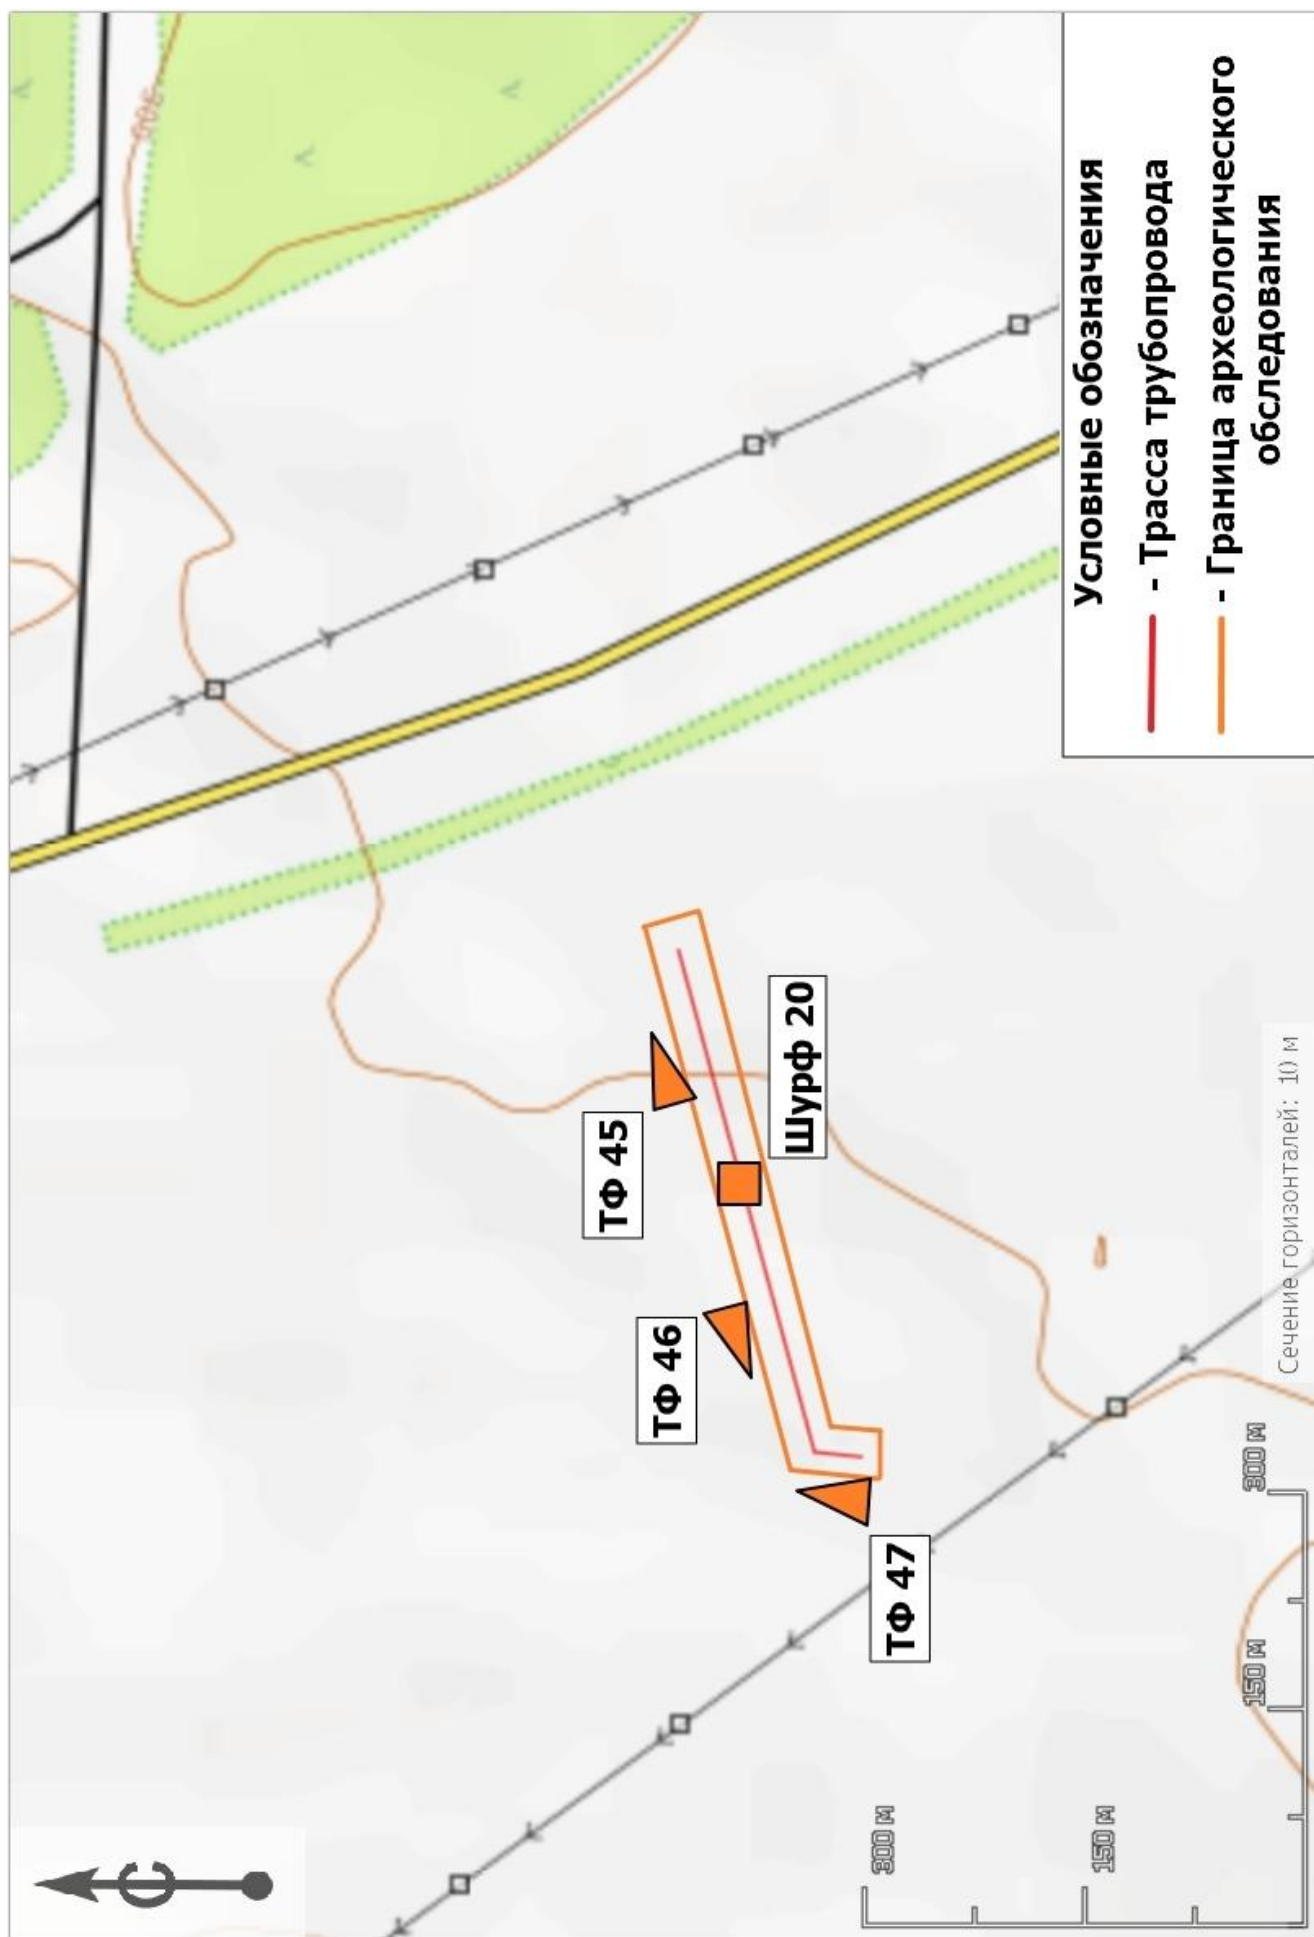 С
300
ТФ 45
ТФ 46
ТФ 47
Шурф 20
Условные обозначения
- Трасса трубопровода
- Граница археологического
обследования
Сечение горизонталей: 10 м
300 м
150 м
150 м
300 м